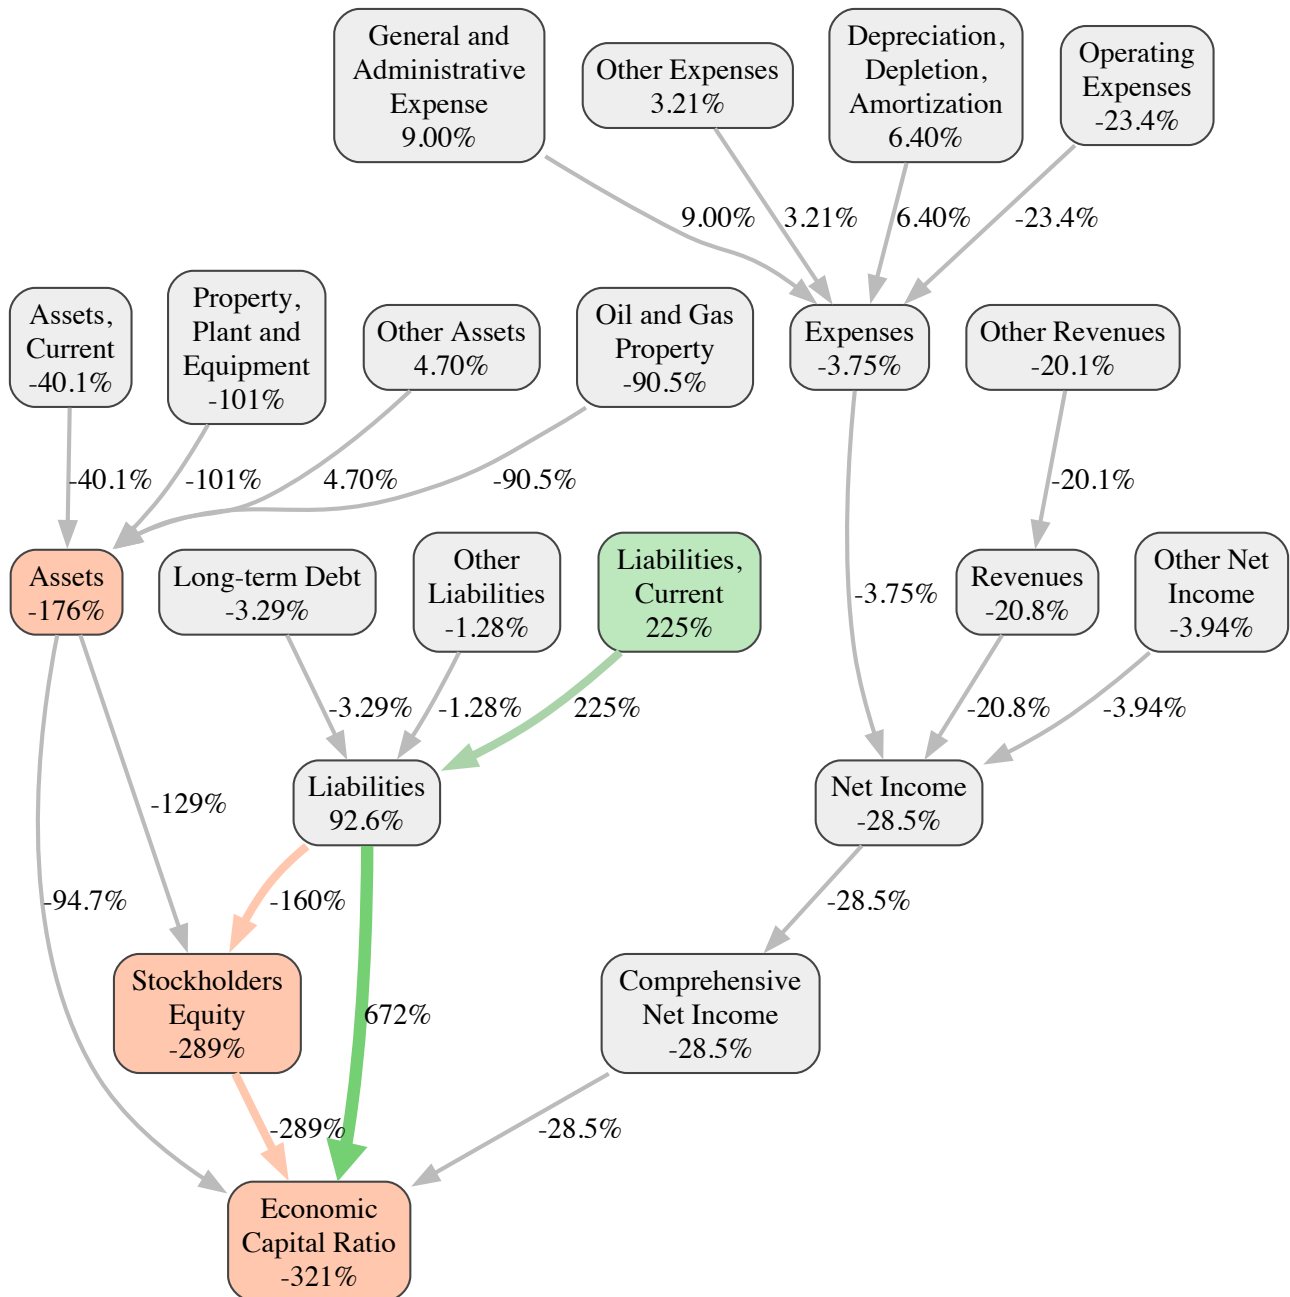 General and
Administrative
Expense
9.00%
Other Expenses
3.21%
Depreciation,
Depletion,
Amortization
6.40%
Operating
Expenses
-23.4%
9.00%
3.21%
6.40%
-23.4%
Assets,
Current
-40.1%
Property,
Plant and
Equipment
-101%
Other Assets
4.70%
Oil and Gas
Property
-90.5%
Expenses
-3.75%
Other Revenues
-20.1%
-40.1%
-101%
4.70%
-90.5%
-20.1%
Assets
-176%
Long-term Debt
-3.29%
Other
Liabilities
-1.28%
Liabilities,
Current
225%
-3.75%
Revenues
-20.8%
Other Net
Income
-3.94%
-3.29%
-1.28%
225%
-20.8%
-3.94%
-129%
Liabilities
92.6%
Net Income
-28.5%
-94.7%
-160%
-28.5%
Stockholders
Equity
-289%
672%
Comprehensive
Net Income
-28.5%
-289%
-28.5%
Economic
Capital Ratio
-321%